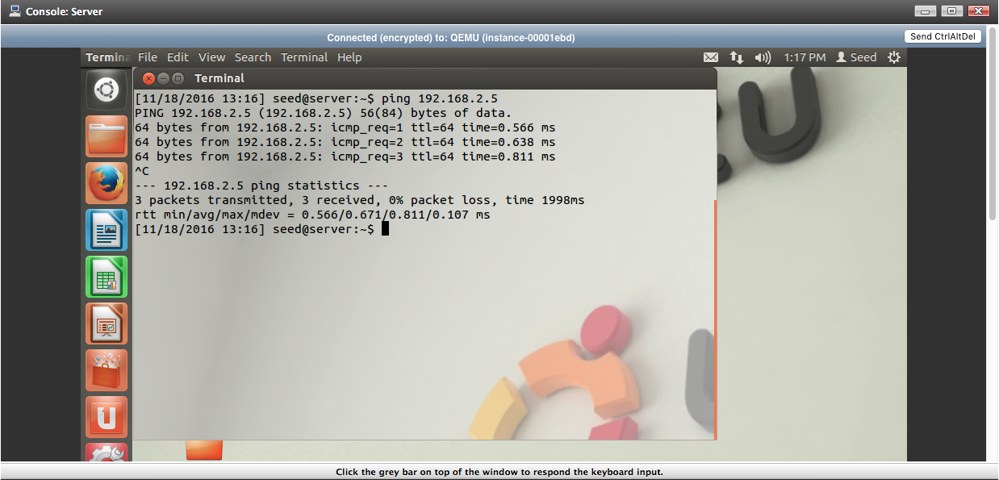 Console: Server
Connected (encrypted) to: QEMU (instance-00001ebd)
Send CtrlAltDel
Termina File Edit View Search Terminal Help 1:17 PM Seed
Terminal
[11/18/2016 13:16] seed@server:~$ ping 192.168.2.5
PING 192.168.2.5 (192.168.2.5) 56(84) bytes of data.
64 bytes from 192.168.2.5: icmp_req=1 ttl=64 time=0.566 ms
64 bytes from 192.168.2.5: icmp_req=2 ttl=64 time=0.638 ms
64 bytes from 192.168.2.5: icmp_req=3 ttl=64 time=0.811 ms
^C
--- 192.168.2.5 ping statistics ---
3 packets transmitted, 3 received, 0% packet loss, time 1998ms
rtt min/avg/max/mdev = 0.566/0.671/0.811/0.107 ms
[11/18/2016 13:16] seed@server:~$
Click the grey bar on top of the window to respond the keyboard input.